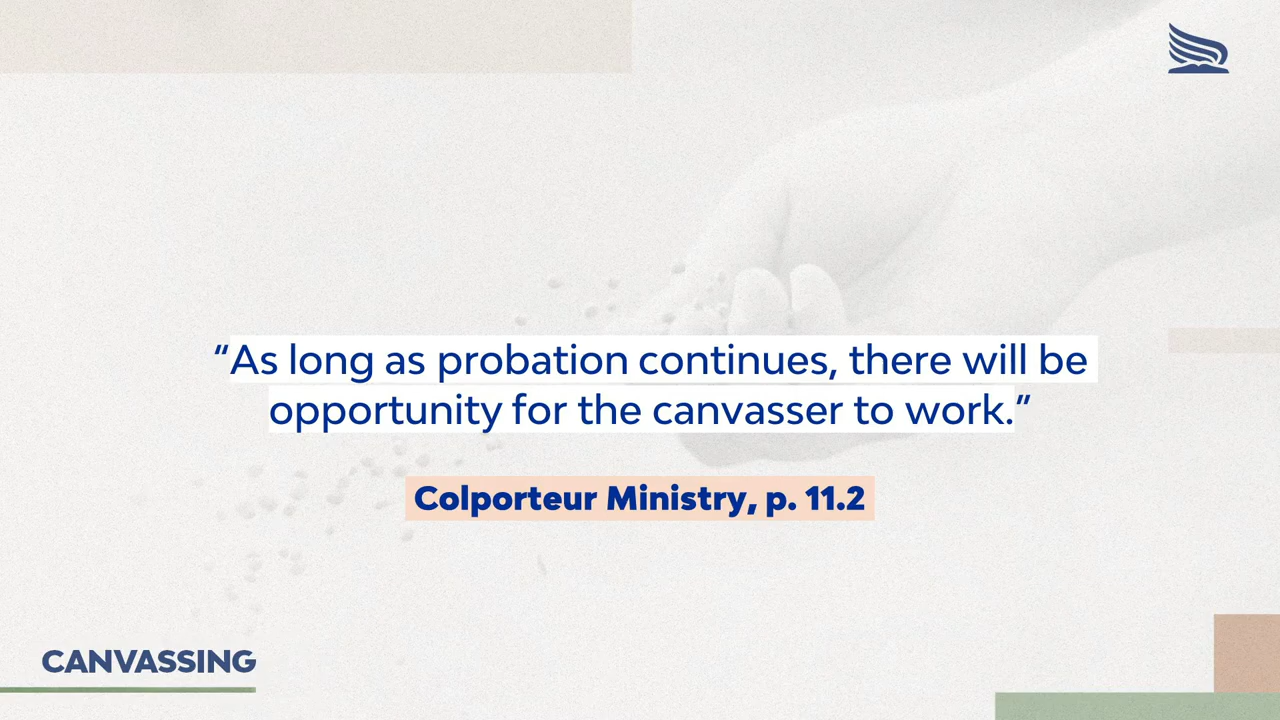 “As long as probation continues, there will be
opportunity for the canvasser to work.”
Colporteur Ministry, p. 11.2
CANVASSING